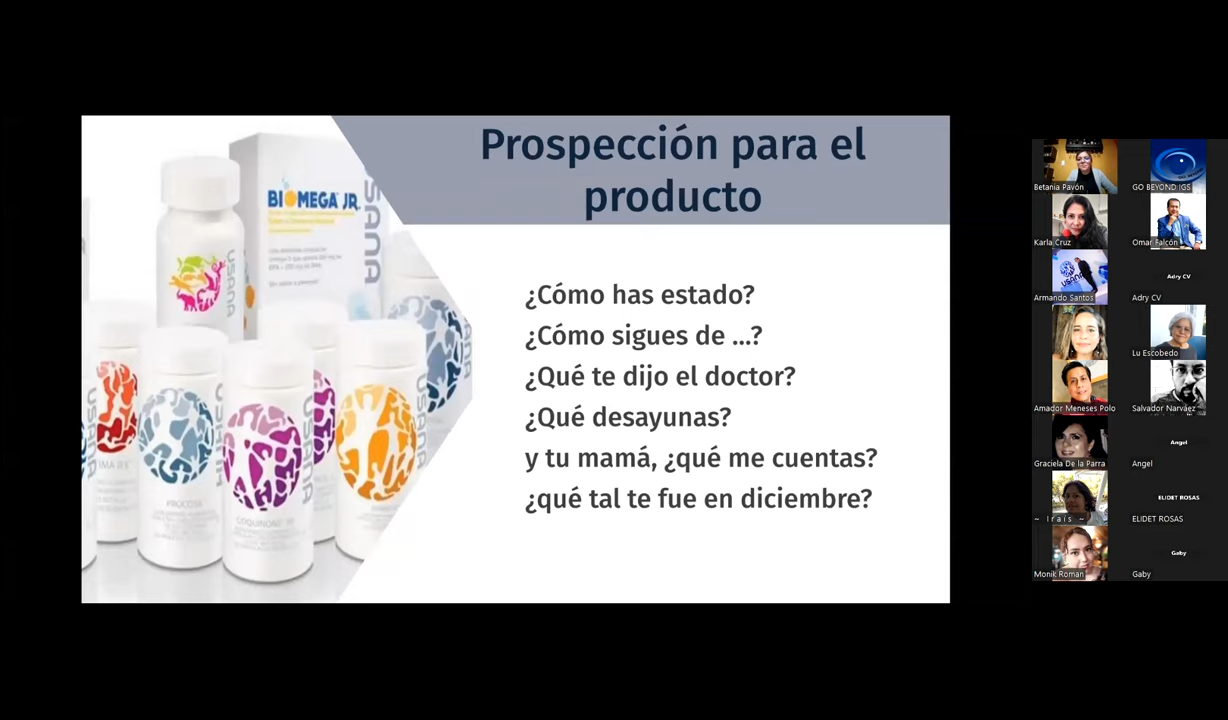 Prospección para el
producto
¿Cómo has estado?
¿Cómo sigues de ...?
¿Qué te dijo el doctor?
¿Qué desayunas?
y tu mamá, ¿qué me cuentas?
¿qué tal te fue en diciembre?
BIOMEGA JR.
USANA
USANA
USANA
PROCOSA
COQUINONE
Betania Pavón
GO BEYOND IGS
Karla Cruz
Omar Falcón
Adry CV
Armando Santos
Adry CV
Lu Escobedo
Amador Meneses Polo
Salvador Narvaez
Angel
Graciela De la Parra
Angel
ELIDET ROSAS
~ I r a i s ~
ELIDET ROSAS
Gaby
Monik Roman
Gaby